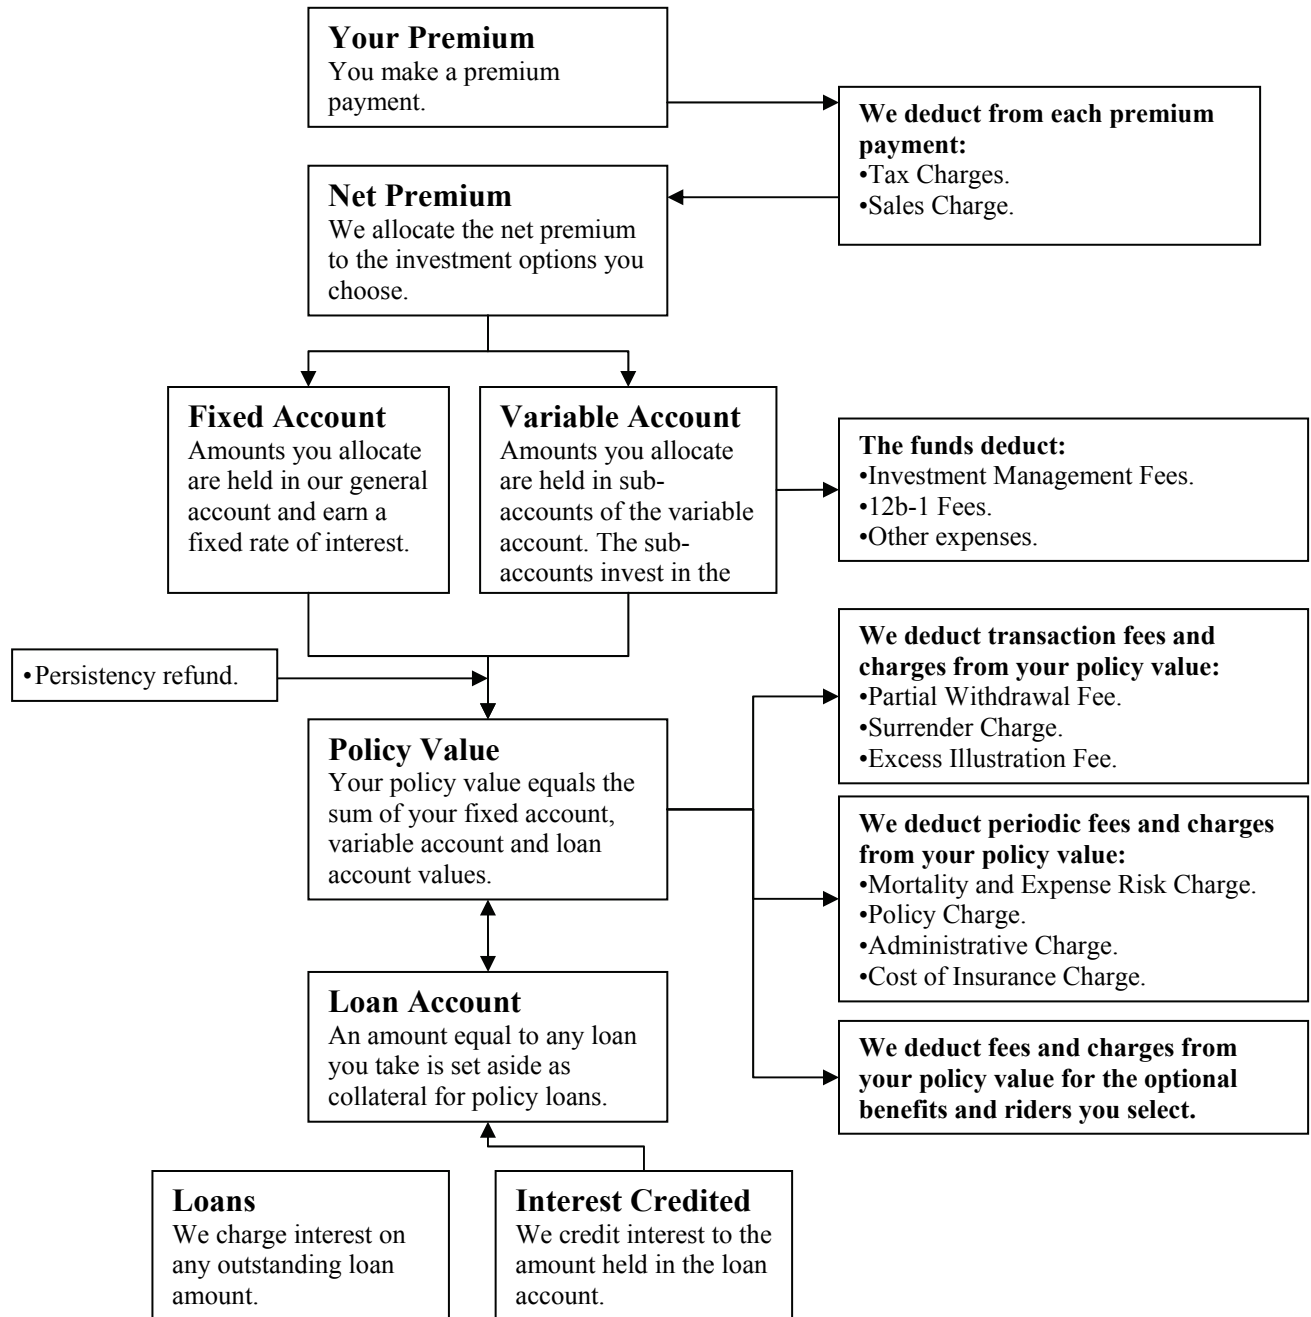 Your Premium
You make a premium
payment.
We deduct from each premium
payment:
•Tax Charges.
•Sales Charge.
Net Premium
We allocate the net premium
to the investment options you
choose.
Fixed Account
Amounts you allocate
are held in our general
account and earn a
fixed rate of interest.
Variable Account
Amounts you allocate
are held in sub-
accounts of the variable
account. The sub-
accounts invest in the
The funds deduct:
•Investment Management Fees.
•12b-1 Fees.
•Other expenses.
•Persistency refund.
We deduct transaction fees and
charges from your policy value:
•Partial Withdrawal Fee.
•Surrender Charge.
•Excess Illustration Fee.
Policy Value
Your policy value equals the
sum of your fixed account,
variable account and loan
account values.
We deduct periodic fees and charges
from your policy value:
•Mortality and Expense Risk Charge.
•Policy Charge.
•Administrative Charge.
•Cost of Insurance Charge.
Loan Account
An amount equal to any loan
you take is set aside as
collateral for policy loans.
We deduct fees and charges from
your policy value for the optional
benefits and riders you select.
Loans
We charge interest on
any outstanding loan
amount.
Interest Credited
We credit interest to the
amount held in the loan
account.